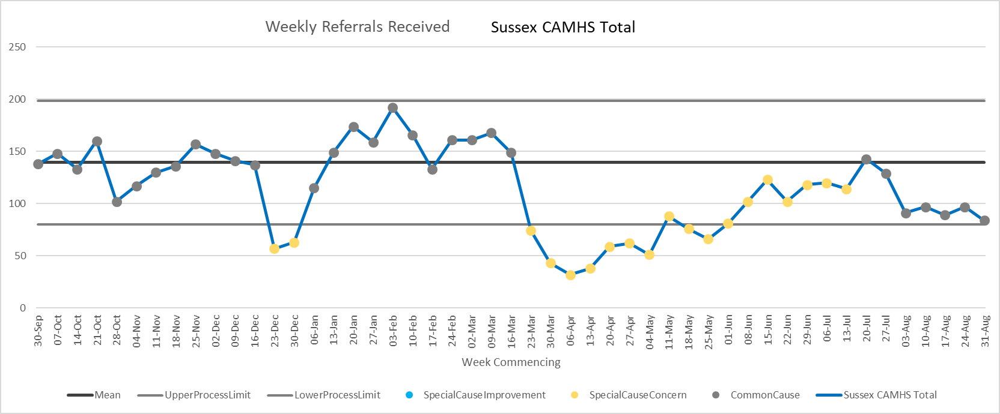 Weekly Referrals Received Sussex CAMHS Total
250
200
150
100
50
0
30-Sep 07-Oct 14-Oct 21-Oct 28-Oct 04-Nov 11-Nov 18-Nov 25-Nov 02-Dec 09-Dec 16-Dec 23-Dec 30-Dec 06-Jan 13-Jan 20-Jan 27-Jan 03-Feb 10-Feb 17-Feb 24-Feb 02-Mar 09-Mar 16-Mar 23-Mar 30-Mar 06-Apr 13-Apr 20-Apr 27-Apr 04-May 11-May 18-May 25-May 01-Jun 08-Jun 15-Jun 22-Jun 29-Jun 06-Jul 13-Jul 20-Jul 27-Jul 03-Aug 10-Aug 17-Aug 24-Aug 31-Aug
Week Commencing
Mean UpperProcessLimit LowerProcessLimit SpecialCauseImprovement SpecialCauseConcern CommonCause Sussex CAMHS Total